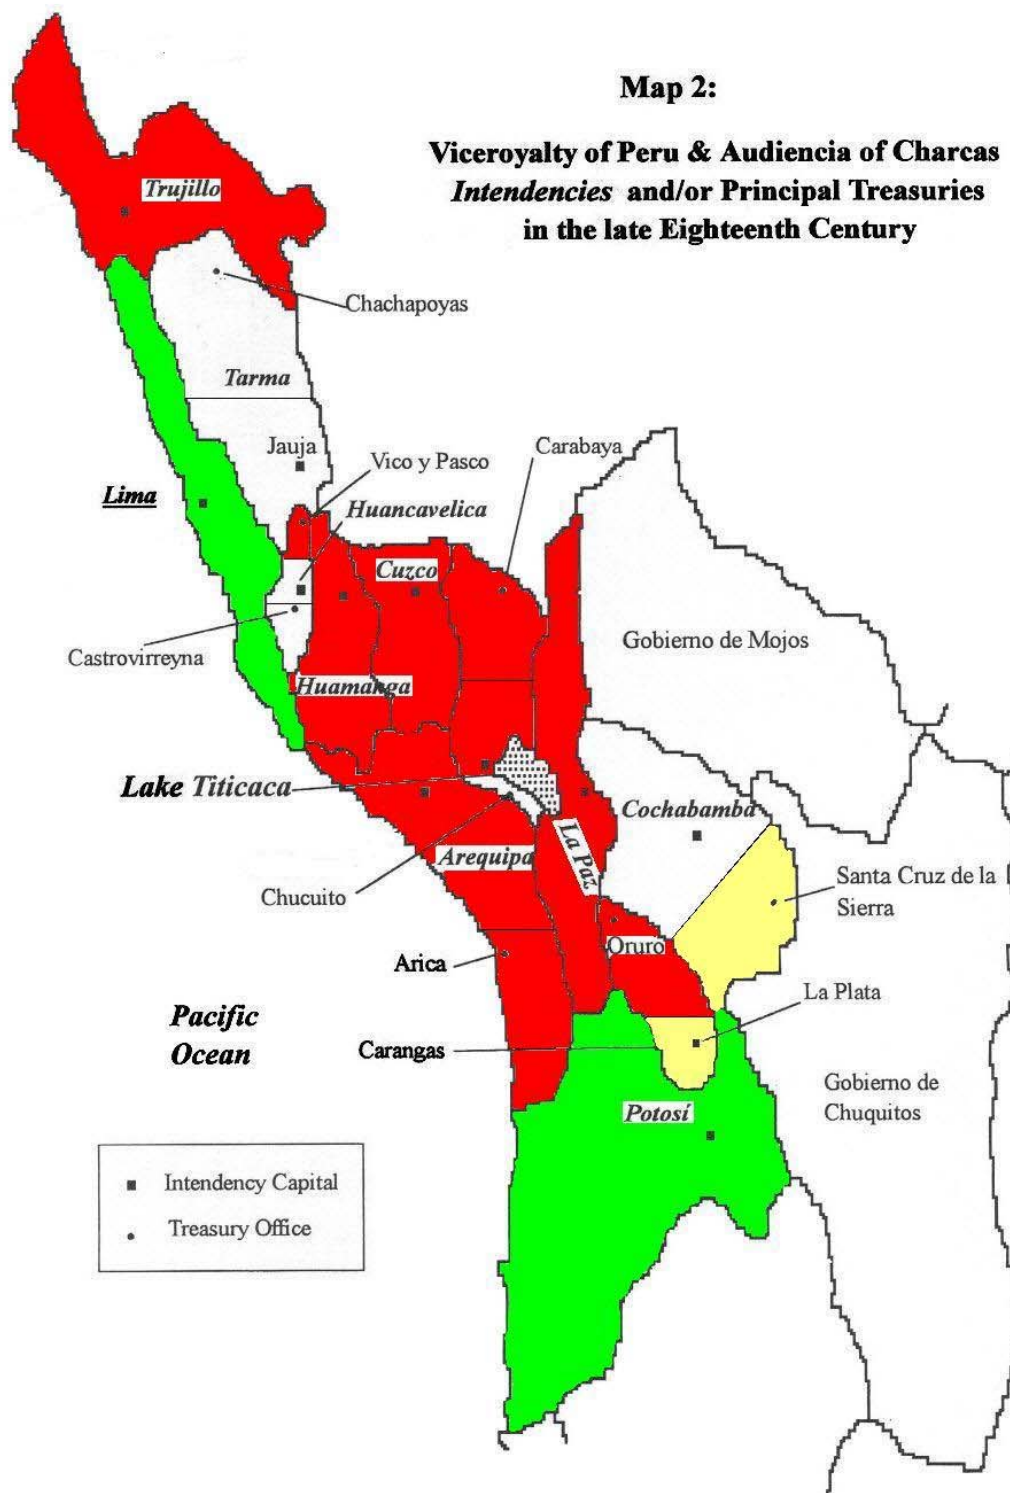 Map 2:
Viceroyalty of Peru & Audiencia of Charcas
Intendencies and/or Principal Treasuries
in the late Eighteenth Century
Trujillo
Chachapoyas
Tarma
Jauja
Vico y Pasco
Carabaya
Lima
Huancavelica
Cuzco
Castrovirreyna
Gobierno de Mojos
Huamanga
Lake Titicaca
Cochabamba
La Paz
Arequipa
Chucuito
Santa Cruz de la
Sierra
Oruro
Arica
La Plata
Pacific
Ocean
Carangas
Gobierno de
Chuquitos
Potosí
Intendency Capital
Treasury Office